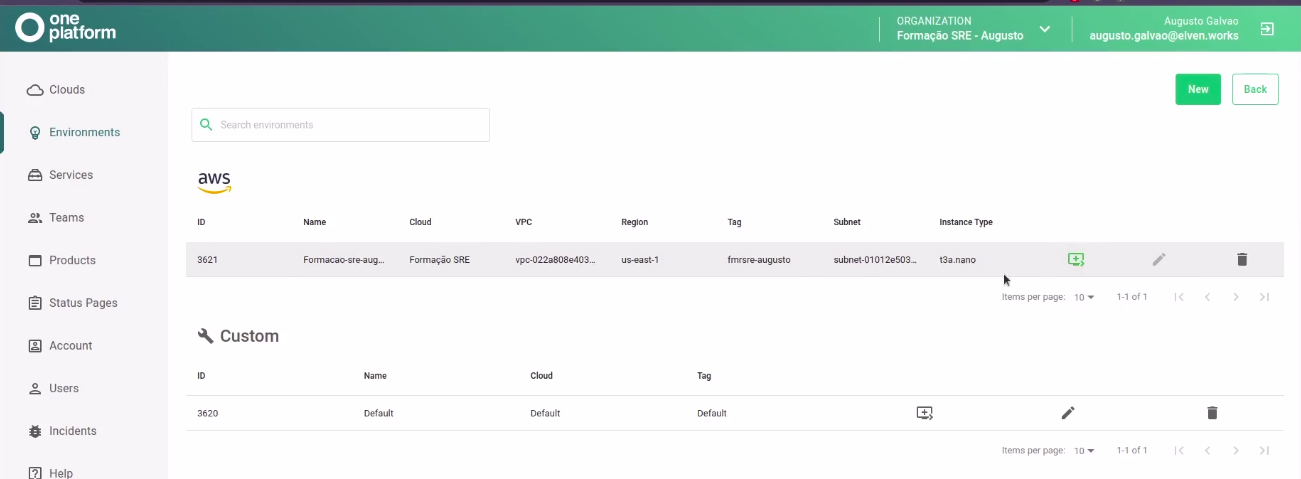 one
platform
ORGANIZATION
Formação SRE - Augusto
Augusto Galvao
augusto.galvao@elven.works
Clouds
Environments
Services
Teams
Products
Status Pages
Account
Users
Incidents
Help
New
Back
Search environments
aws
ID Name Cloud VPC Region Tag Subnet Instance Type
3621 Formacao-sre-aug... Formação SRE vpc-022a808e403... us-east-1 fmrsre-augusto subnet-01012e503... t3a.nano
Items per page: 10 1-1 of 1
Custom
ID Name Cloud Tag
3620 Default Default Default
Items per page: 10 1-1 of 1